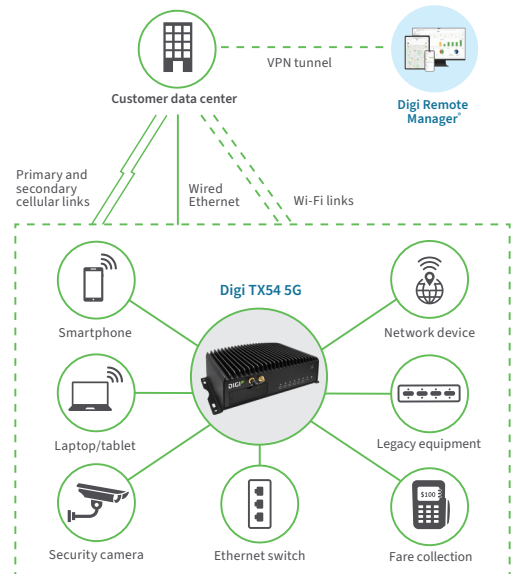 VPN tunnel
Customer data center
Digi Remote
Manager®
Primary and
secondary
cellular links
Wired
Ethernet
Wi-Fi links
Digi TX54 5G
Smartphone
Network device
DIGI
Laptop/tablet
Legacy equipment
$100
Security camera
Ethernet switch
Fare collection